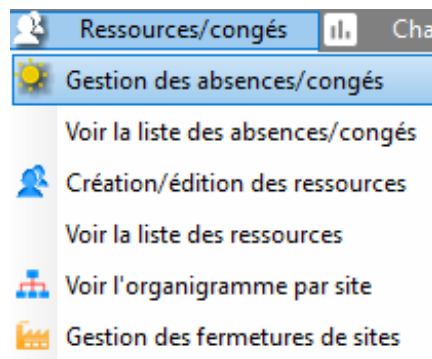 Ressources/congés Cha
Gestion des absences/congés
Voir la liste des absences/congés
Création/édition des ressources
Voir la liste des ressources
Voir l'organigramme par site
Gestion des fermetures de sites